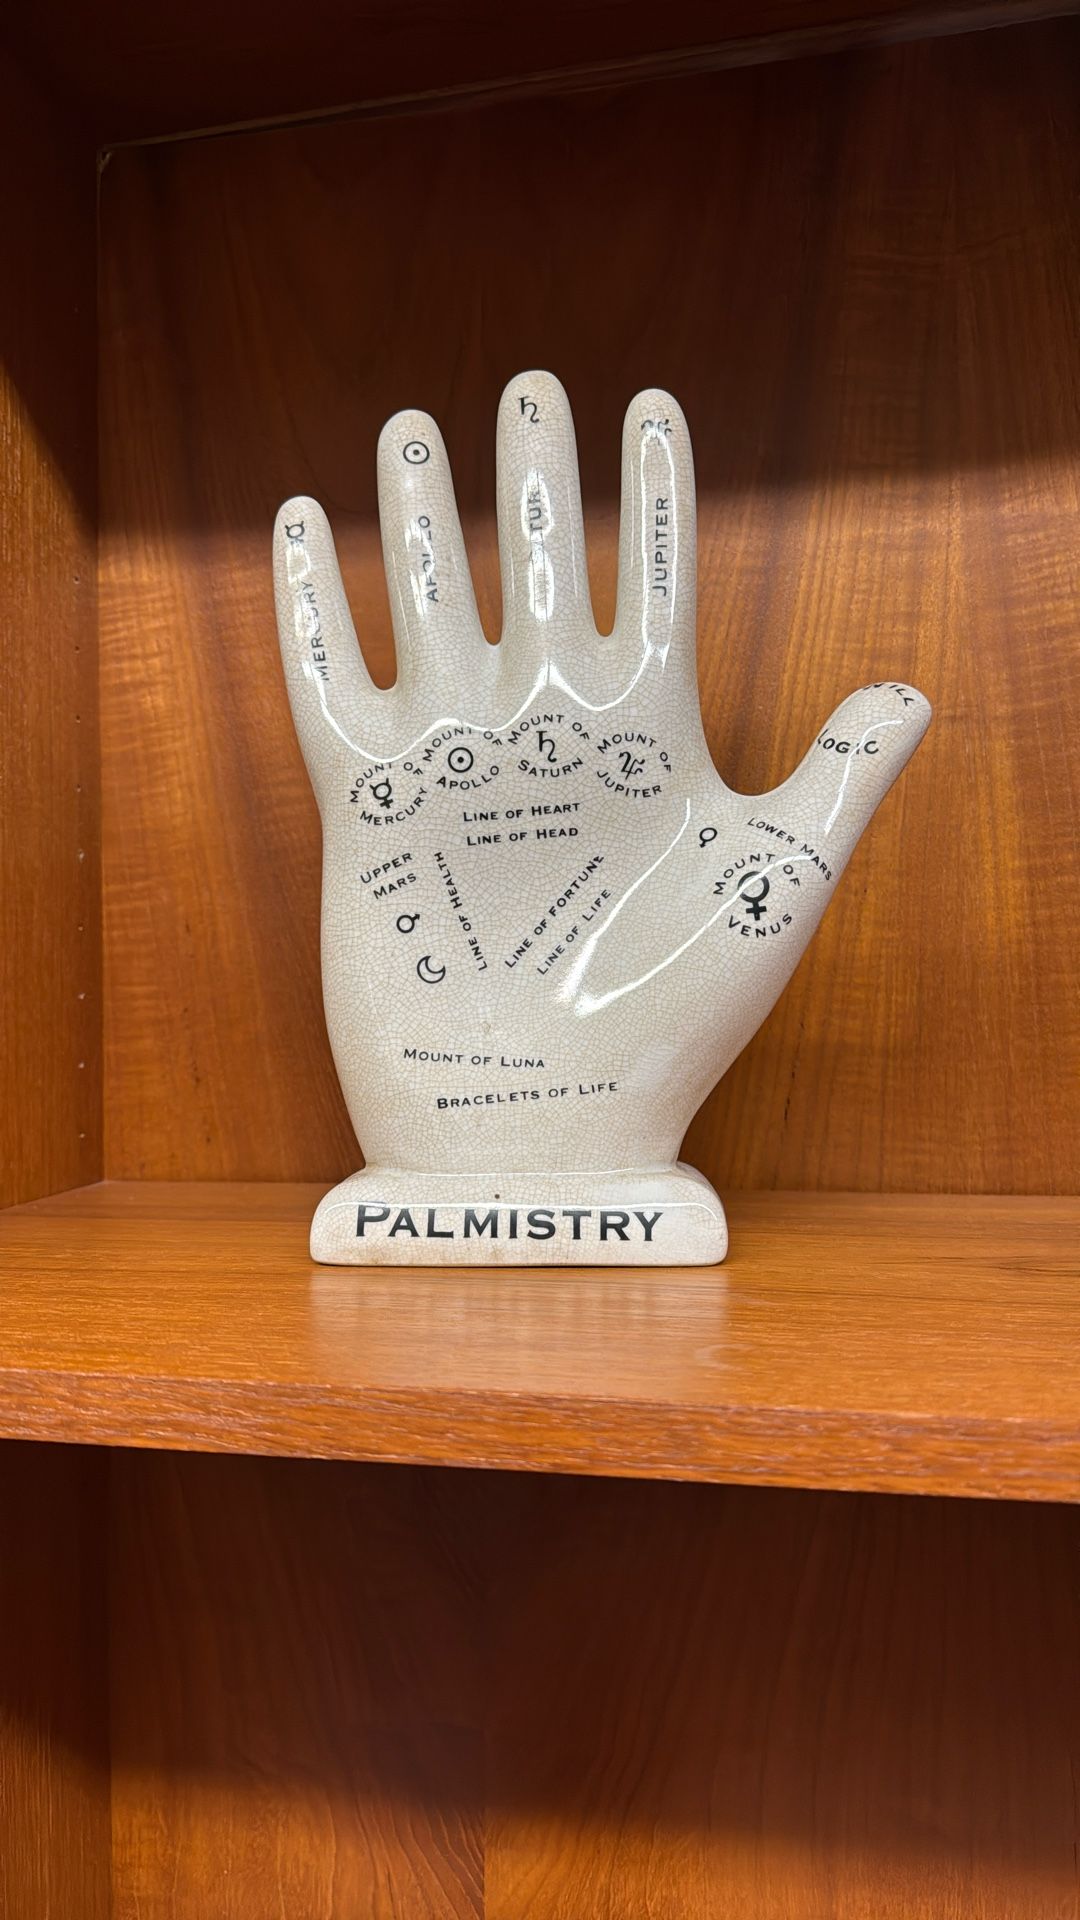 MERCURY
APOLLO
JUPITER
WILL
LOGIC
MOUNT OF MERCURY
MOUNT OF APOLLO
MOUNT OF SATURN
MOUNT OF JUPITER
LINE OF HEART
LINE OF HEAD
UPPER
MARS
LINE OF HEALTH
LINE OF FORTUNE
LINE OF LIFE
LOWER MARS
MOUNT OF VENUS
MOUNT OF LUNA
BRACELETS OF LIFE
PALMISTRY